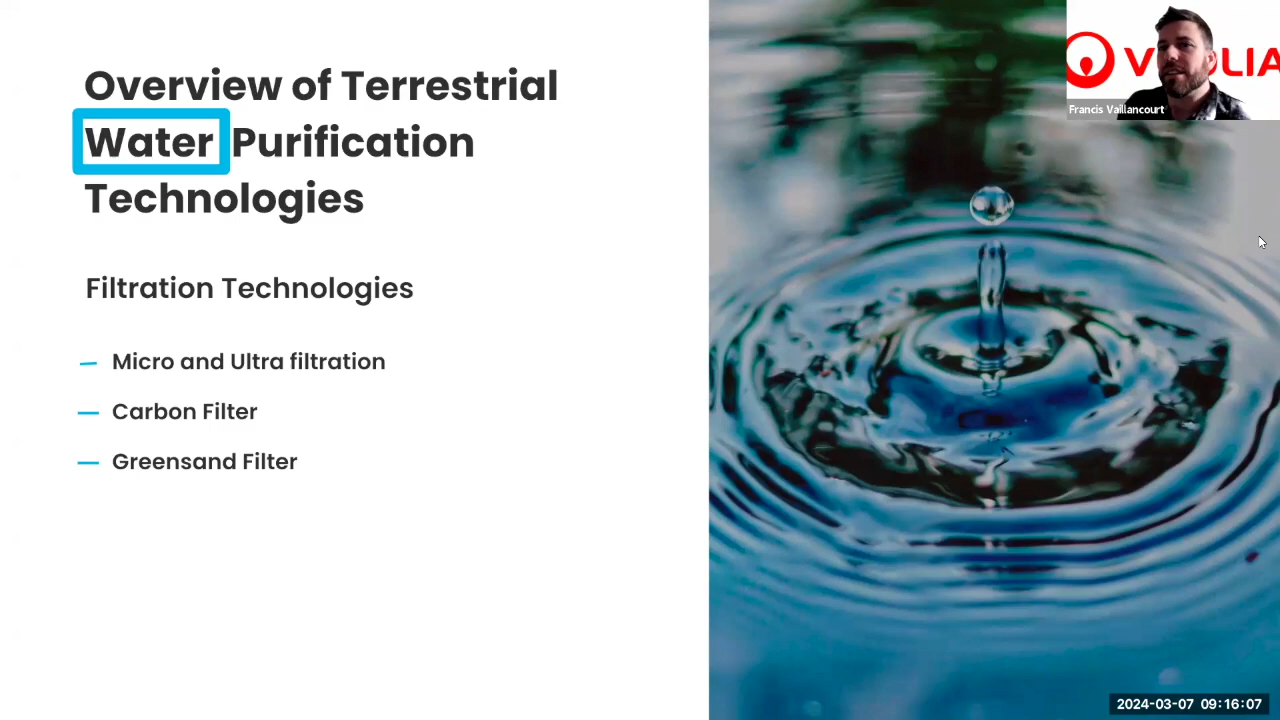 Overview of Terrestrial
Water Purification
Technologies
Filtration Technologies
Micro and Ultra filtration
Carbon Filter
Greensand Filter
Francis Vaillancourt
2024-03-07 09:16:07